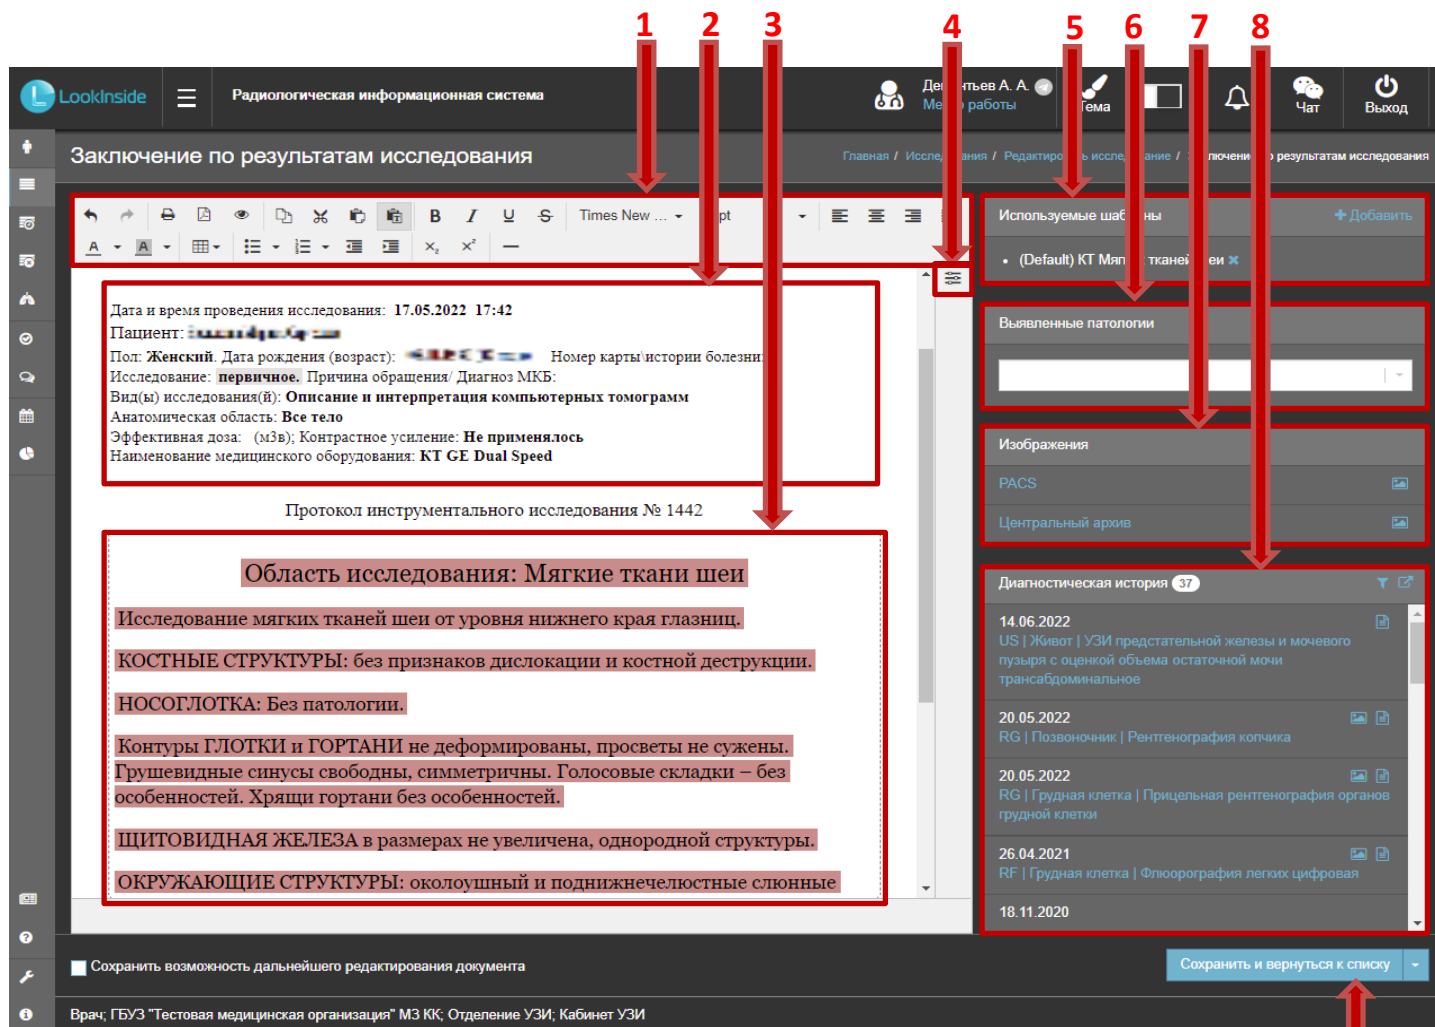 1 2 3 4 5 6 7 8
LookInside
Радиологическая информационная система
А. А.
Тема
Чат
Выход
Заключение по результатам исследования
Главная / Исследования / Редактировать исследование / Заключение по результатам исследования
Times New ...
Используемые шаблоны
Добавить
(Default) КТ Мягких тканей шеи
Дата и время проведения исследования: 17.05.2022 17:42
Пациент:
Пол: Женский. Дата рождения (возраст): Номер карты\истории болезни:
Исследование: первичное. Причина обращения/ Диагноз МКБ:
Вид(ы) исследования(й): Описание и интерпретация компьютерных томограмм
Анатомическая область: Все тело
Эффективная доза: (мЗв); Контрастное усиление: Не применялось
Наименование медицинского оборудования: КТ GE Dual Speed
Протокол инструментального исследования № 1442
Область исследования: Мягкие ткани шеи
Исследование мягких тканей шеи от уровня нижнего края глазниц.
КОСТНЫЕ СТРУКТУРЫ: без признаков дислокации и костной деструкции.
НОСОГЛОТКА: Без патологии.
Контуры ГЛОТКИ и ГОРТАНИ не деформированы, просветы не сужены.
Грушевидные синусы свободны, симметричны. Голосовые складки – без
особенностей. Хрящи гортани без особенностей.
ЩИТОВИДНАЯ ЖЕЛЕЗА в размерах не увеличена, однородной структуры.
ОКРУЖАЮЩИЕ СТРУКТУРЫ: околоушный и поднижнечелюстные слюнные
Выявленные патологии
Изображения
PACS
Центральный архив
Диагностическая история 37
14.06.2022
US | Живот | УЗИ предстательной железы и мочевого
пузыря с оценкой объема остаточной мочи
трансабдоминальное
20.05.2022
RG | Позвоночник | Рентгенография копчика
20.05.2022
RG | Грудная клетка | Прицельная рентгенография органов
грудной клетки
26.04.2021
RF | Грудная клетка | Флюорография легких цифровая
18.11.2020
Сохранить возможность дальнейшего редактирования документа
Сохранить и вернуться к списку
Врач; ГБУЗ "Тестовая медицинская организация" МЗ КК; Отделение УЗИ; Кабинет УЗИ